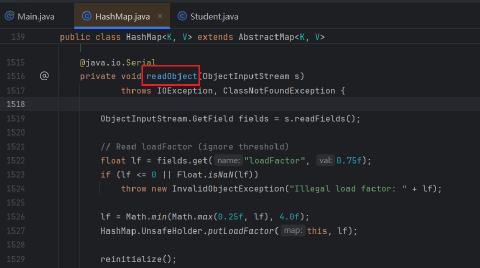 Main.java HashMap.java × Student.java
139 public class HashMap<K, V> extends AbstractMap<K, V>
1515 @java.io.Serial
1516 @ private void readObject(ObjectInputStream s)
1517 throws IOException, ClassNotFoundException {
1518
1519 ObjectInputStream.GetField fields = s.readFields();
1520
1521 // Read loadFactor (ignore threshold)
1522 float lf = fields.get( name: "loadFactor", val: 0.75f);
1523 if (lf <= 0 || Float.isNaN(lf))
1524 throw new InvalidObjectException("Illegal load factor: " + lf);
1525
1526
1527 lf = Math.min(Math.max(0.25f, lf), 4.0f);
1528 HashMap.UnsafeHolder.putLoadFactor( map: this, lf);
1529 reinitialize();